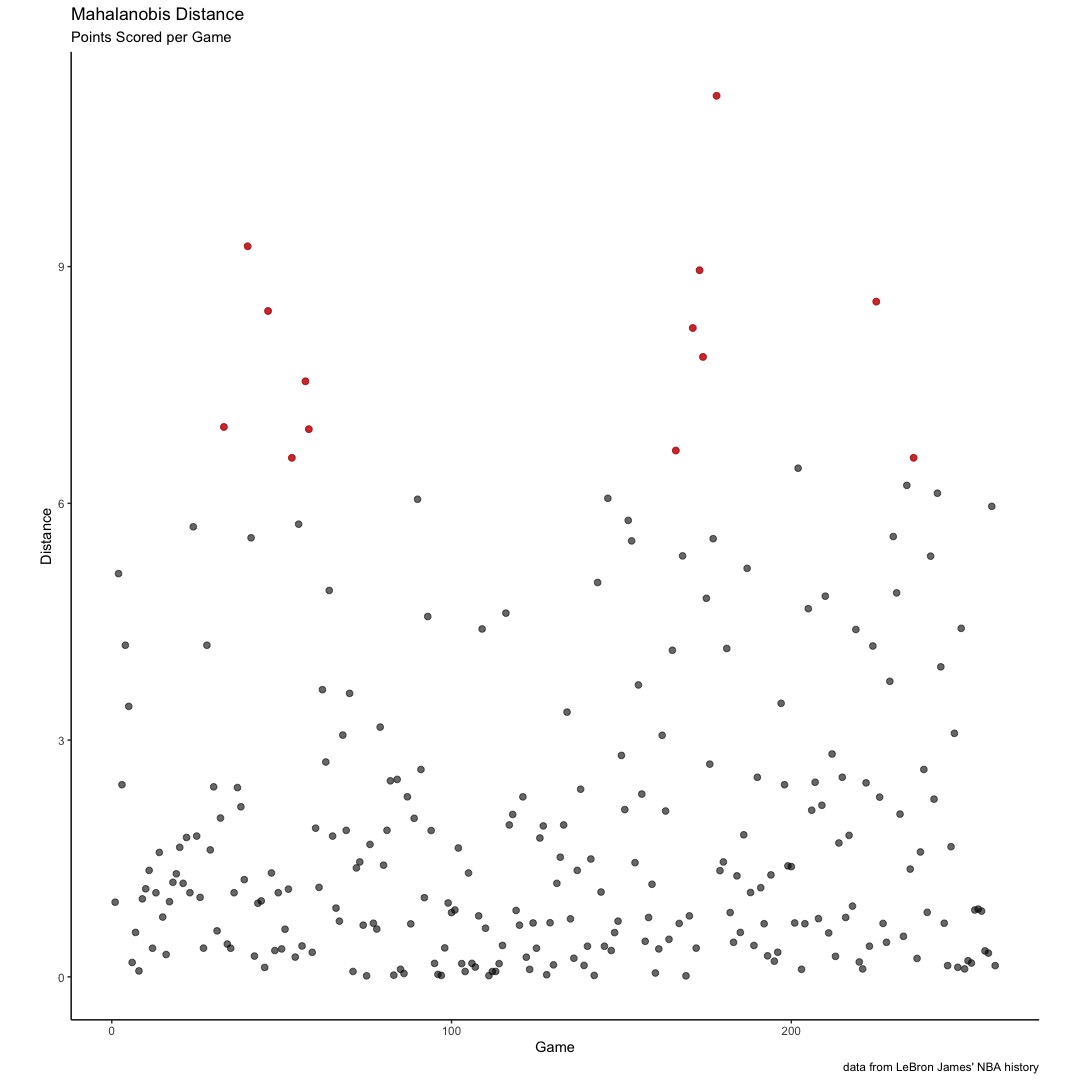 Mahalanobis Distance
Points Scored per Game
9
6
3
0
Distance
0 100 200
Game
data from LeBron James' NBA history